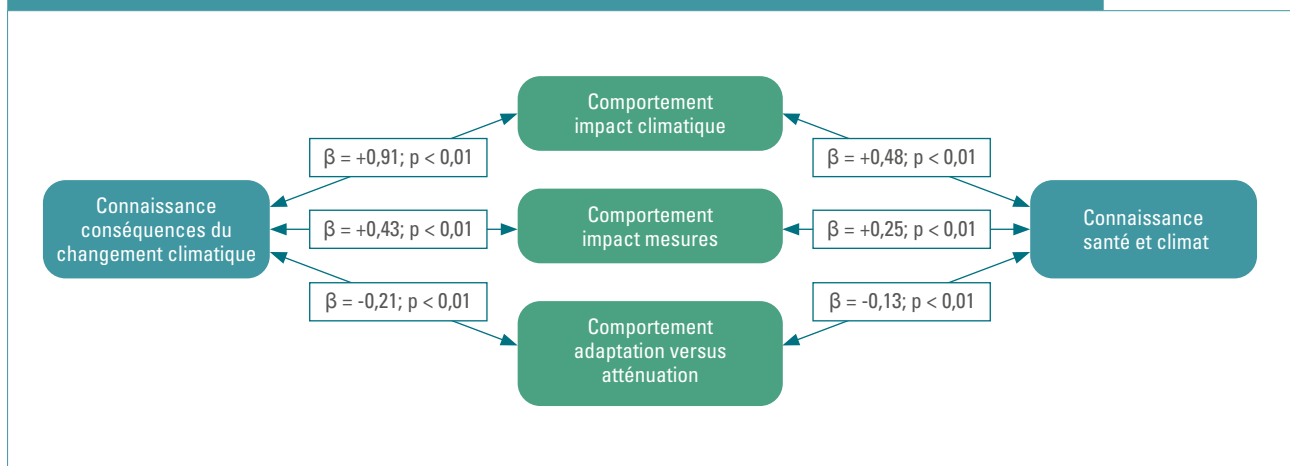 Comportement
impact climatique
β = +0,91; p < 0,01
β = +0,48; p < 0,01
Connaissance
conséquences du
changement climatique
β = +0,43; p < 0,01
Comportement
impact mesures
β = +0,25; p < 0,01
Connaissance
santé et climat
β = -0,21; p < 0,01
β = -0,13; p < 0,01
Comportement
adaptation versus
atténuation